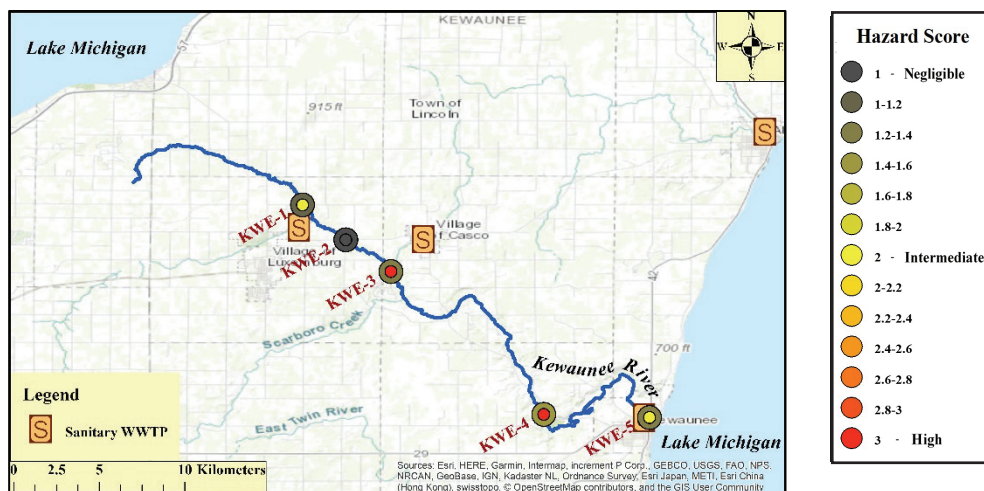 KEWAUNEE
Lake Michigan
57
N
W
E
S
915 ft
Town of
Lincoln
S
KWE-1
S
KWE-2
Village of
Luxemburg
Village
of Casco
S
KWE-3
42
Scarboro Creek
700 ft
Kewaunee River
Legend
S Sanitary WWTP
East Twin River
KWE-4
KWE-5
Kewaunee
Lake Michigan
29
0 2.5 5 10 Kilometers
Sources: Esri, HERE, Garmin, Intermap, increment P Corp., GEBCO, USGS, FAO, NPS,
NRCAN, GeoBase, IGN, Kadaster NL, Ordnance Survey, Esri Japan, METI, Esri China
(Hong Kong), swisstopo, © OpenStreetMap contributors, and the GIS User Community
Hazard Score
1 - Negligible
1-1.2
1.2-1.4
1.4-1.6
1.6-1.8
1.8-2
2 - Intermediate
2-2.2
2.2-2.4
2.4-2.6
2.6-2.8
2.8-3
3 - High